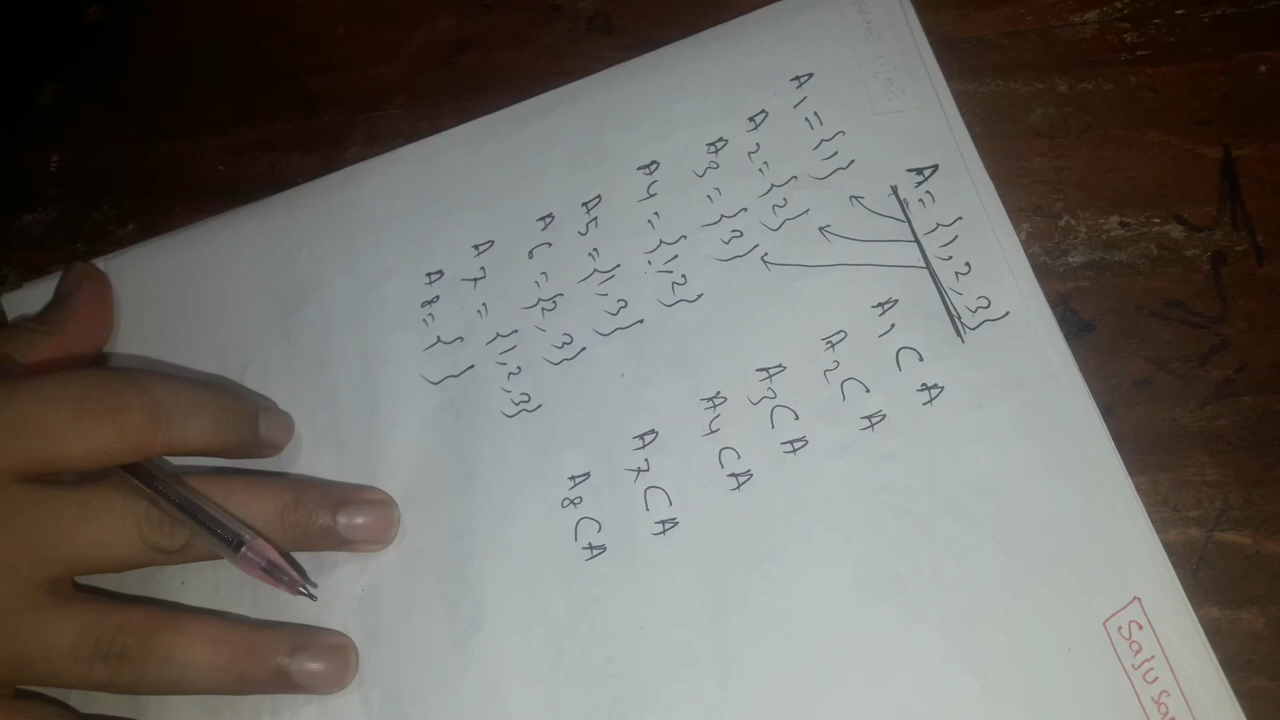 A = {1, 2, 3}
A1 = {1}
A2 = {2}
A3 = {3}
A4 = {1, 2}
A5 = {1, 3}
A6 = {2, 3}
A7 = {1, 2, 3}
A8 = { }
A1 ⊂ A
A2 ⊂ A
A3 ⊂ A
A4 ⊂ A
A7 ⊂ A
A8 ⊂ A
Saju